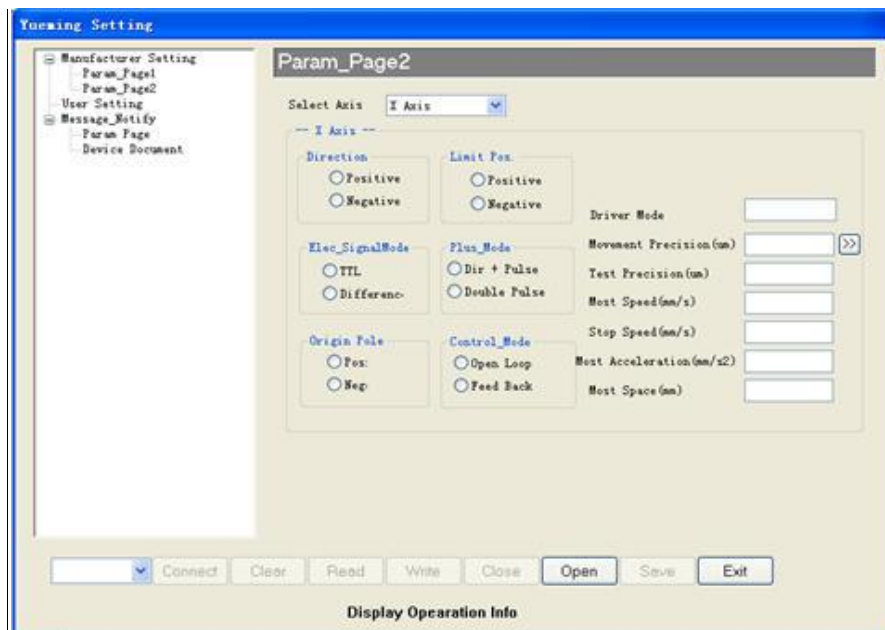 Yueming Setting
Manufacturer Setting
Param_Page1
Param_Page2
User Setting
Message_Notify
Param Page
Device Document
Param_Page2
Select Axis X Axis
-- X Axis --
Direction
Positive
Negative
Limit Pos.
Positive
Negative
Elec_SignalMode
TTL
Differenc
Plus_Mode
Dir + Pulse
Double Pulse
Origin Pole
Pos:
Neg
Control_Mode
Open Loop
Feed Back
Driver Mode
Movement Precision(um) >>
Test Precision(um)
Most Speed(mm/s)
Stop Speed(mm/s)
Most Acceleration(mm/s2)
Most Space(mm)
Connect Clear Read Write Close Open Save Exit
Display Opearation Info